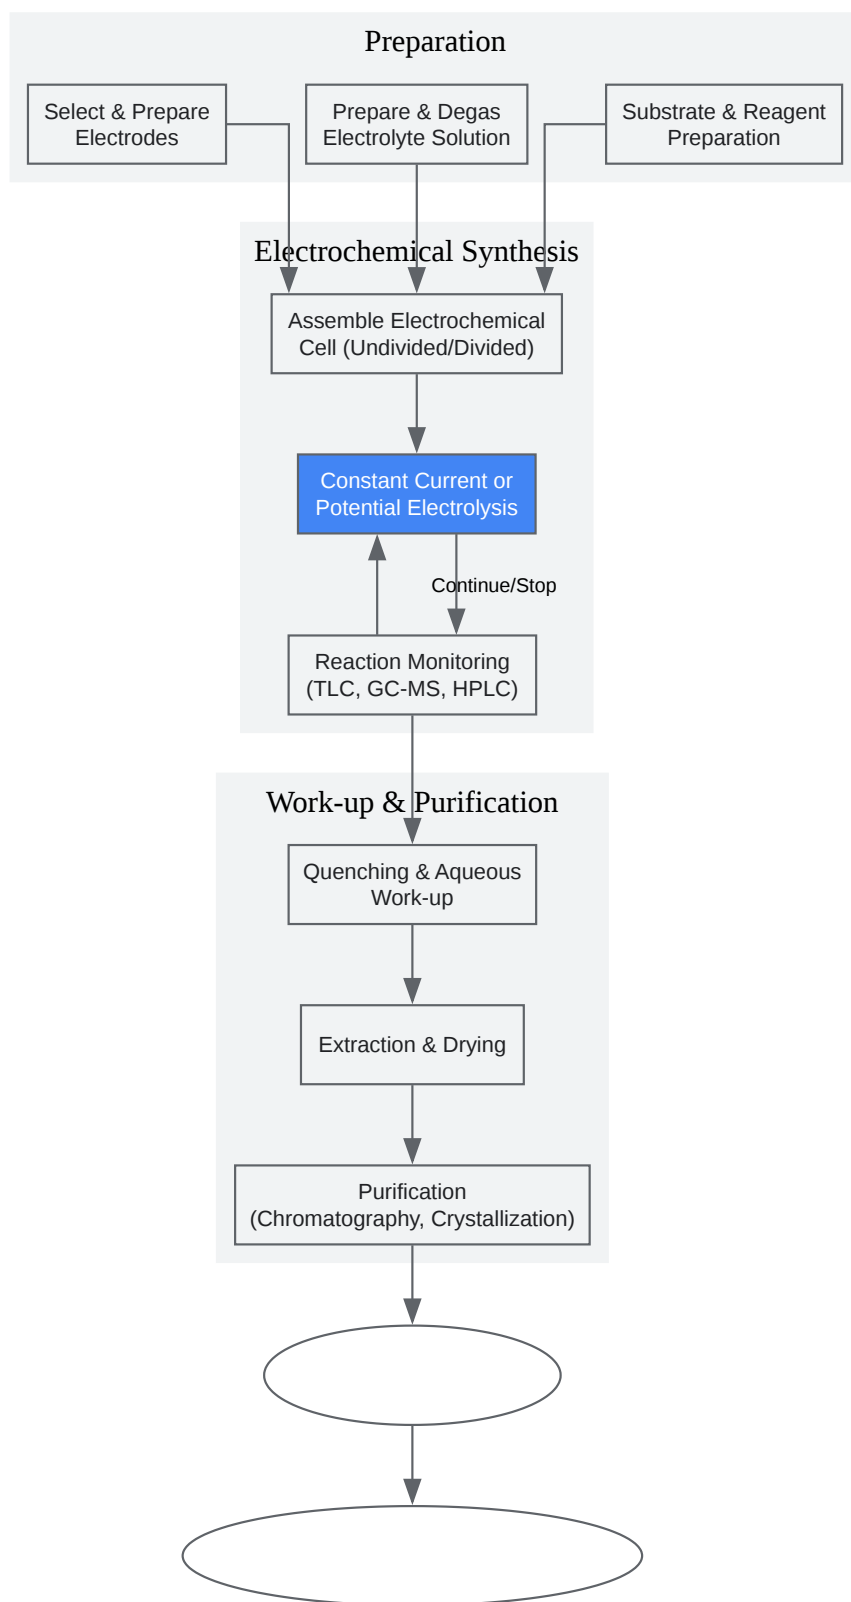 Preparation
Select & Prepare
Electrodes
Prepare & Degas
Electrolyte Solution
Substrate & Reagent
Preparation
Electrochemical Synthesis
Assemble Electrochemical
Cell (Undivided/Divided)
Constant Current or
Potential Electrolysis
Continue/Stop
Reaction Monitoring
(TLC, GC-MS, HPLC)
Work-up & Purification
Quenching & Aqueous
Work-up
Extraction & Drying
Purification
(Chromatography, Crystallization)